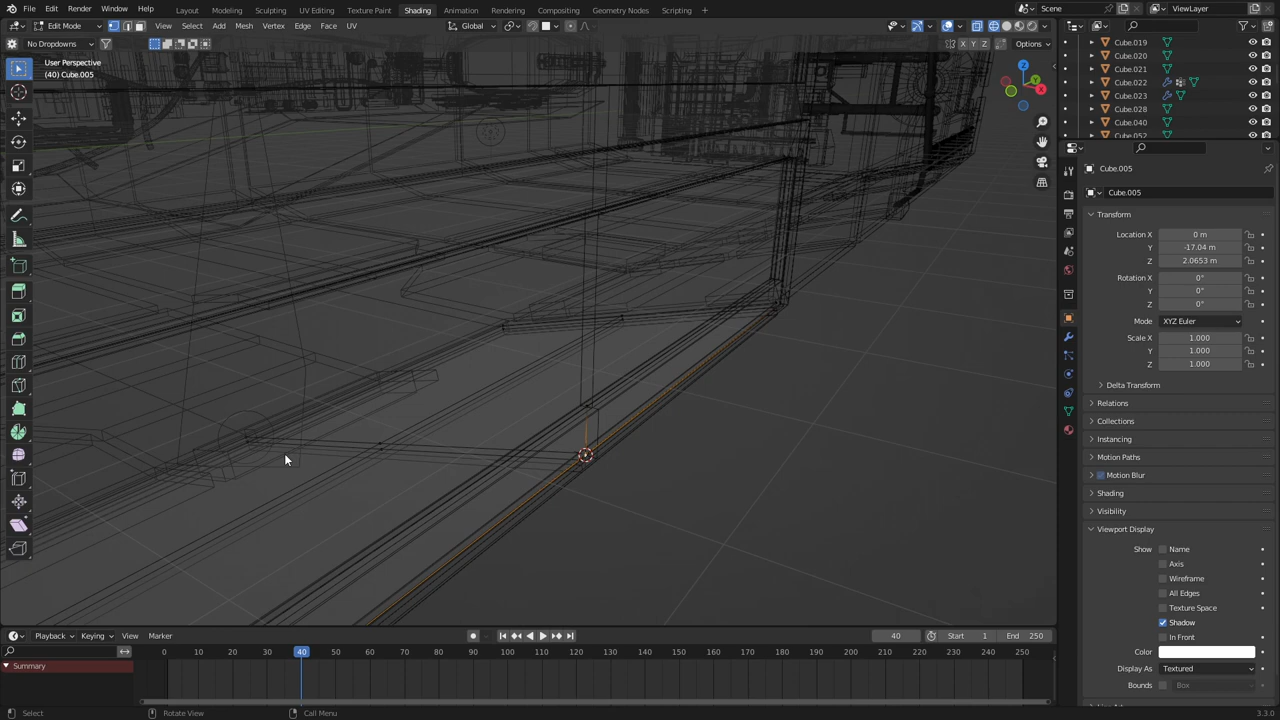 File Edit Render Window Help Layout Modeling Sculpting UV Editing Texture Paint Shading Animation Rendering Compositing Geometry Nodes Scripting Scene ViewLayer
Edit Mode View Select Add Mesh Vertex Edge Face UV Global
No Dropdowns X Y Z Options
User Perspective
(40) Cube.005
Z
Y
X
Cube.019
Cube.020
Cube.021
Cube.022
Cube.023
Cube.028
Cube.040
Cube.052
Cube.005
Cube.005
Transform
Location X 0 m
Y -17.04 m
Z 2.0653 m
Rotation X 0°
Y 0°
Z 0°
Mode XYZ Euler
Scale X 1.000
Y 1.000
Z 1.000
Delta Transform
Relations
Collections
Instancing
Motion Paths
Motion Blur
Shading
Visibility
Viewport Display
Show Name
Axis
Wireframe
All Edges
Texture Space
Shadow
In Front
Color
Display As Textured
Bounds Box
Playback Keying View Marker 40 Start 1 End 250
0 10 20 30 40 50 60 70 80 90 100 110 120 130 140 150 160 170 180 190 200 210 220 230 240 250
Summary
Select Rotate View Call Menu 3.3.0